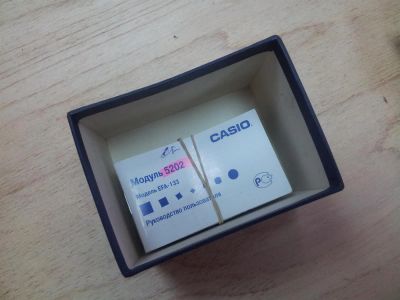 CASIO
Модуль 5202
Модель EFA-133
Руководство пользователя